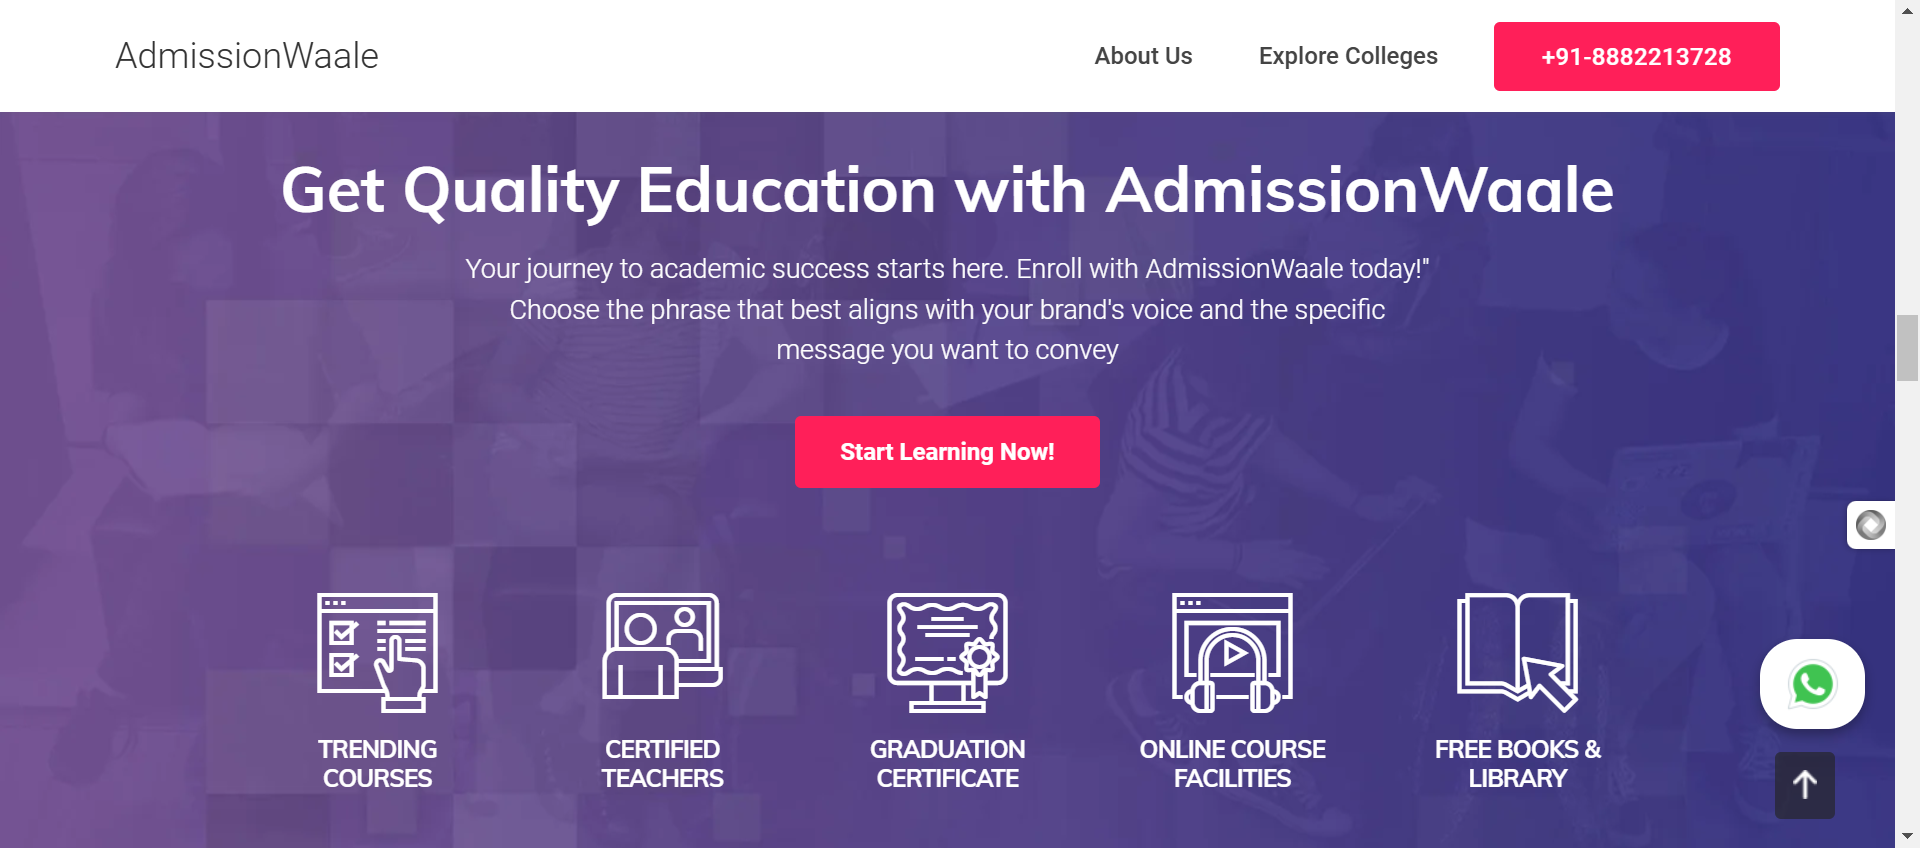 AdmissionWaale
About Us
Explore Colleges
+91-8882213728
Get Quality Education with AdmissionWaale
Your journey to academic success starts here. Enroll with AdmissionWaale today!"
Choose the phrase that best aligns with your brand's voice and the specific
message you want to convey
Start Learning Now!
TRENDING
COURSES
CERTIFIED
TEACHERS
GRADUATION
CERTIFICATE
ONLINE COURSE
FACILITIES
FREE BOOKS &
LIBRARY